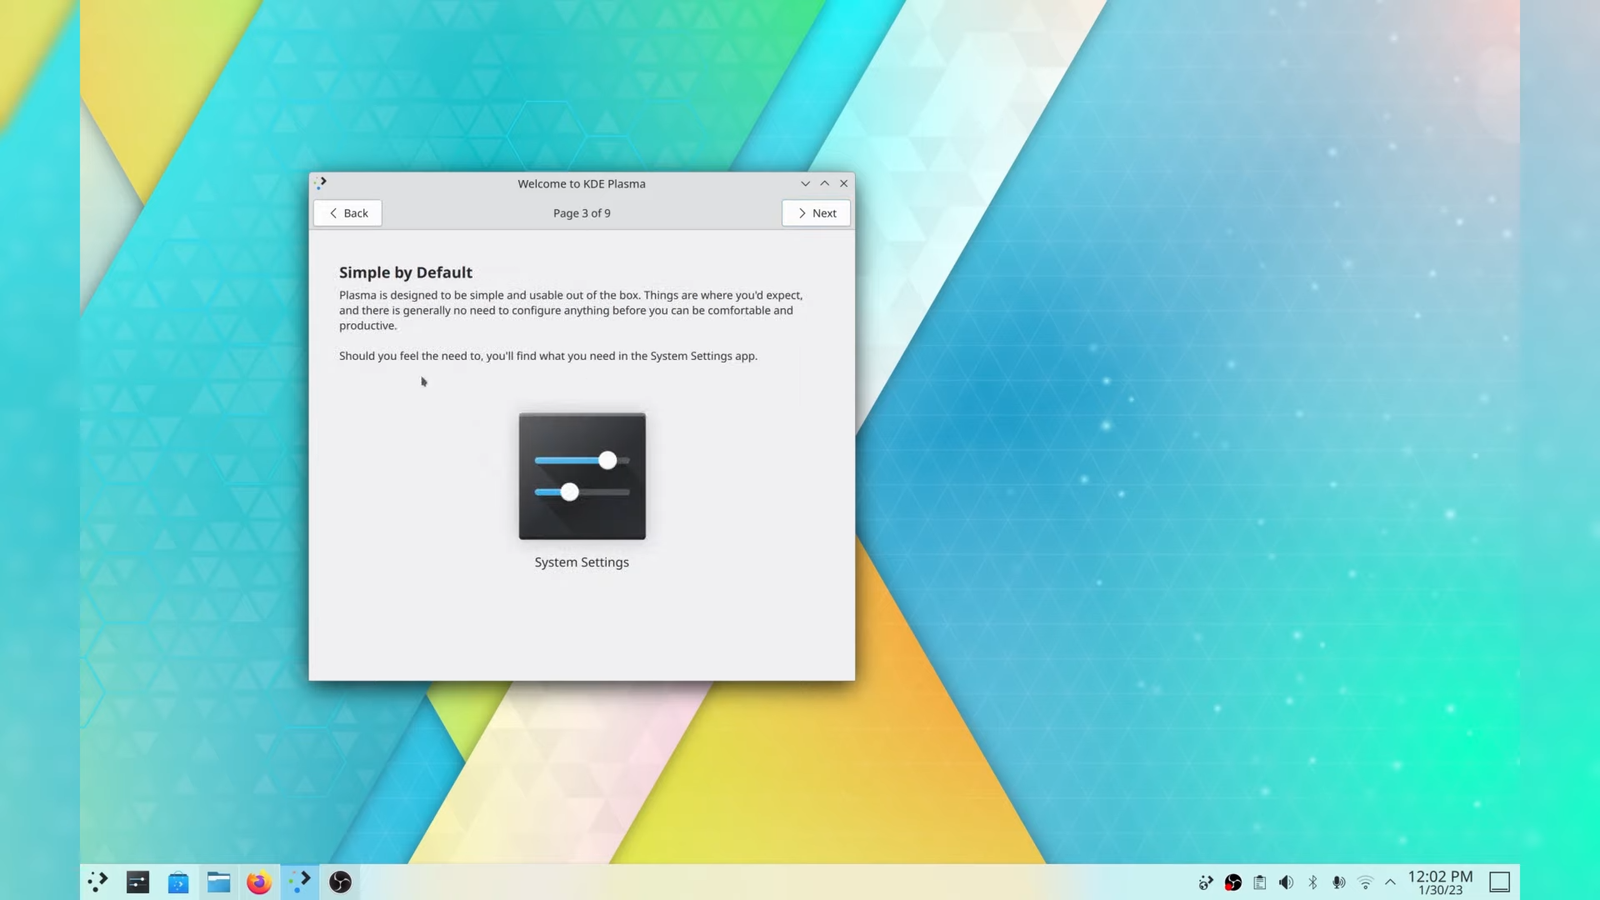 Welcome to KDE Plasma
Back
Page 3 of 9
Next
Simple by Default
Plasma is designed to be simple and usable out of the box. Things are where you'd expect,
and there is generally no need to configure anything before you can be comfortable and
productive.
Should you feel the need to, you'll find what you need in the System Settings app.
System Settings
12:02 PM
1/30/23